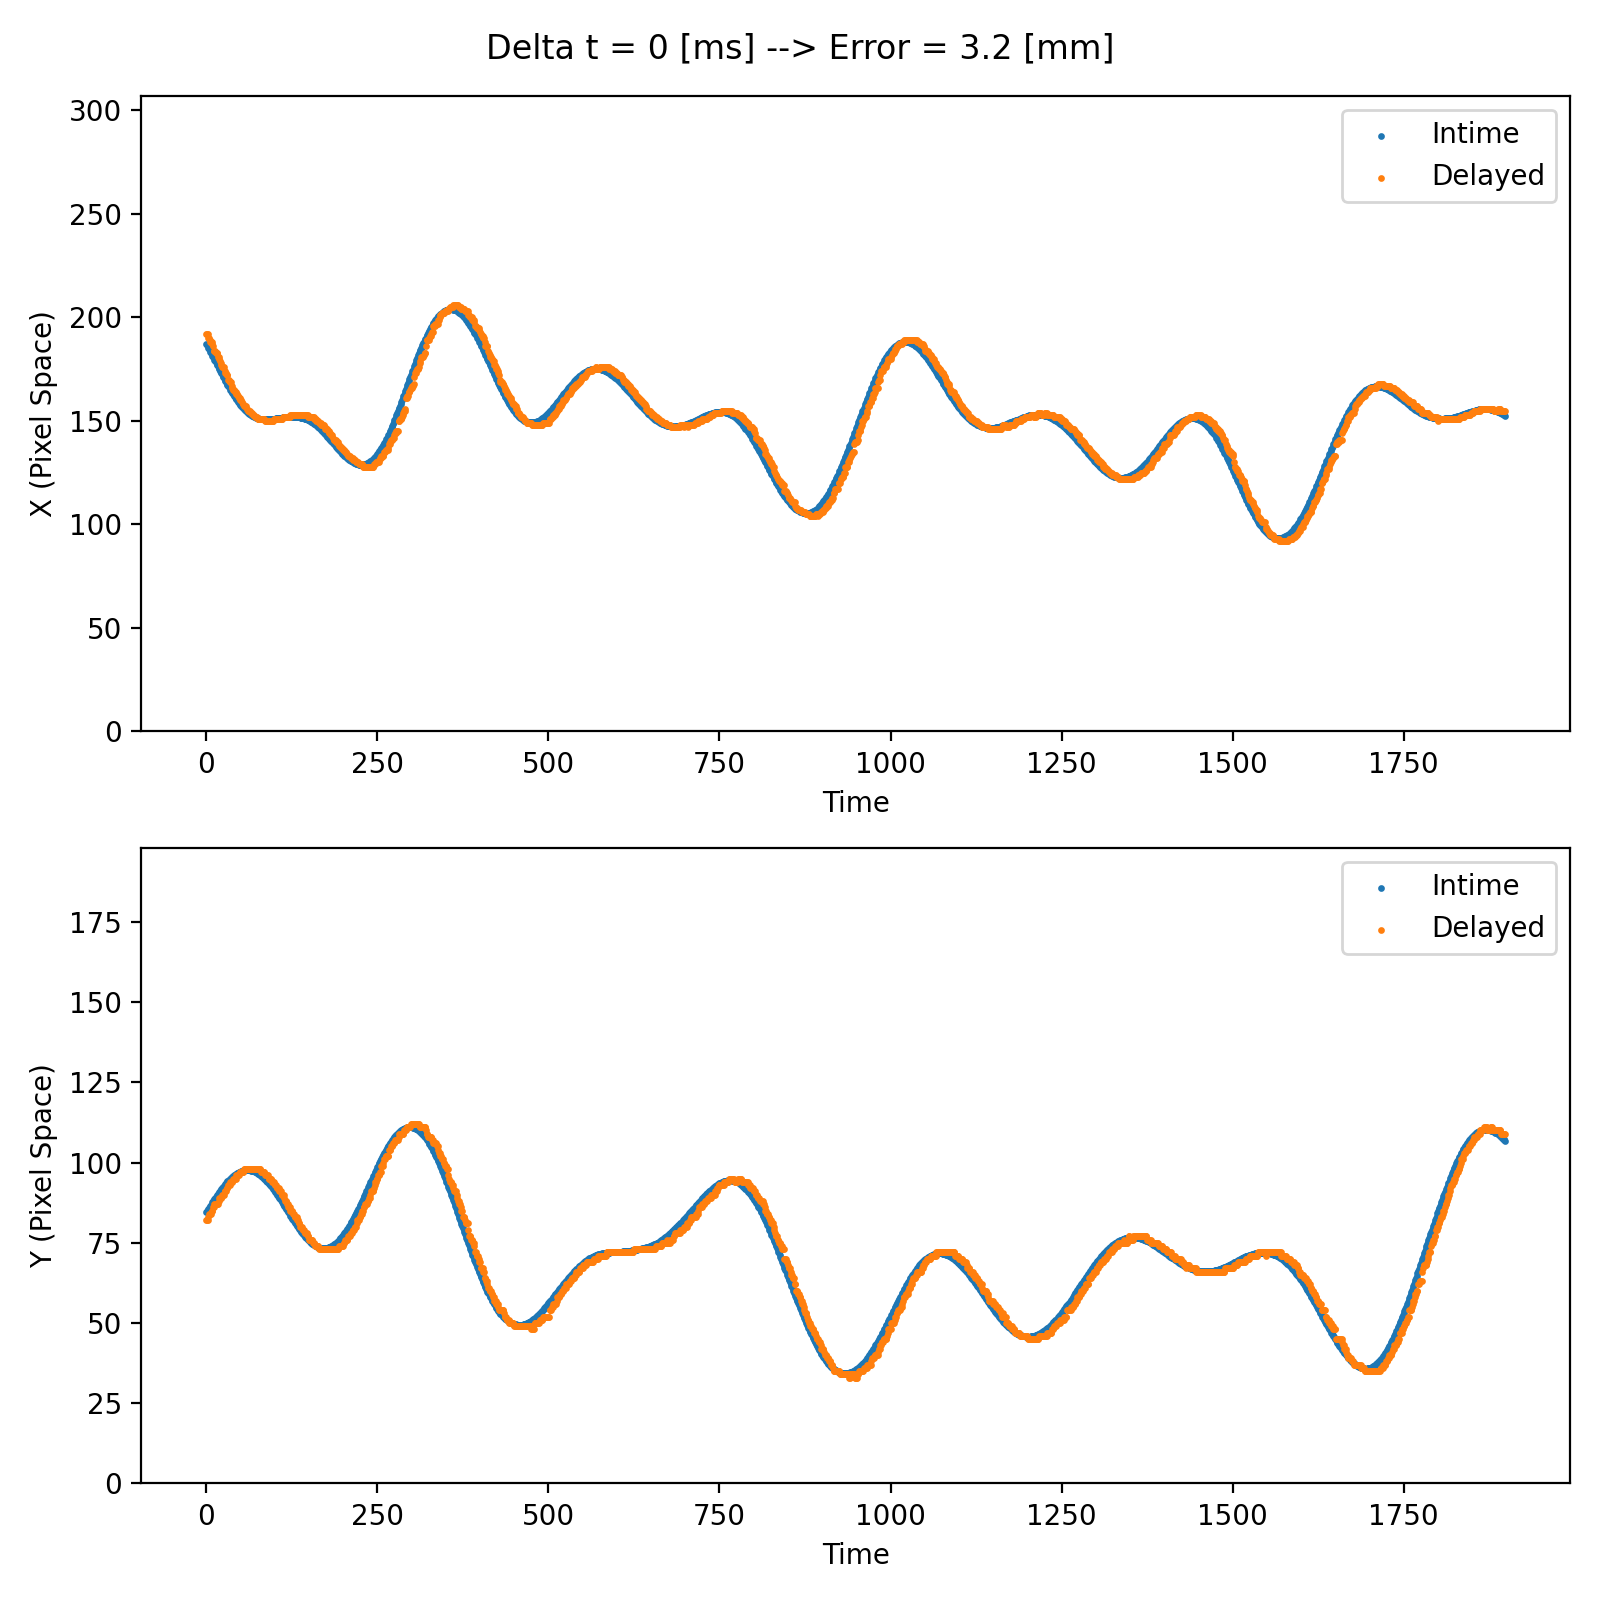 Delta t = 0 [ms] --> Error = 3.2 [mm]
300
250
200
150
100
50
0
X (Pixel Space)
Intime
Delayed
0 250 500 750 1000 1250 1500 1750
Time
175
150
125
100
75
50
25
0
Y (Pixel Space)
Intime
Delayed
0 250 500 750 1000 1250 1500 1750
Time